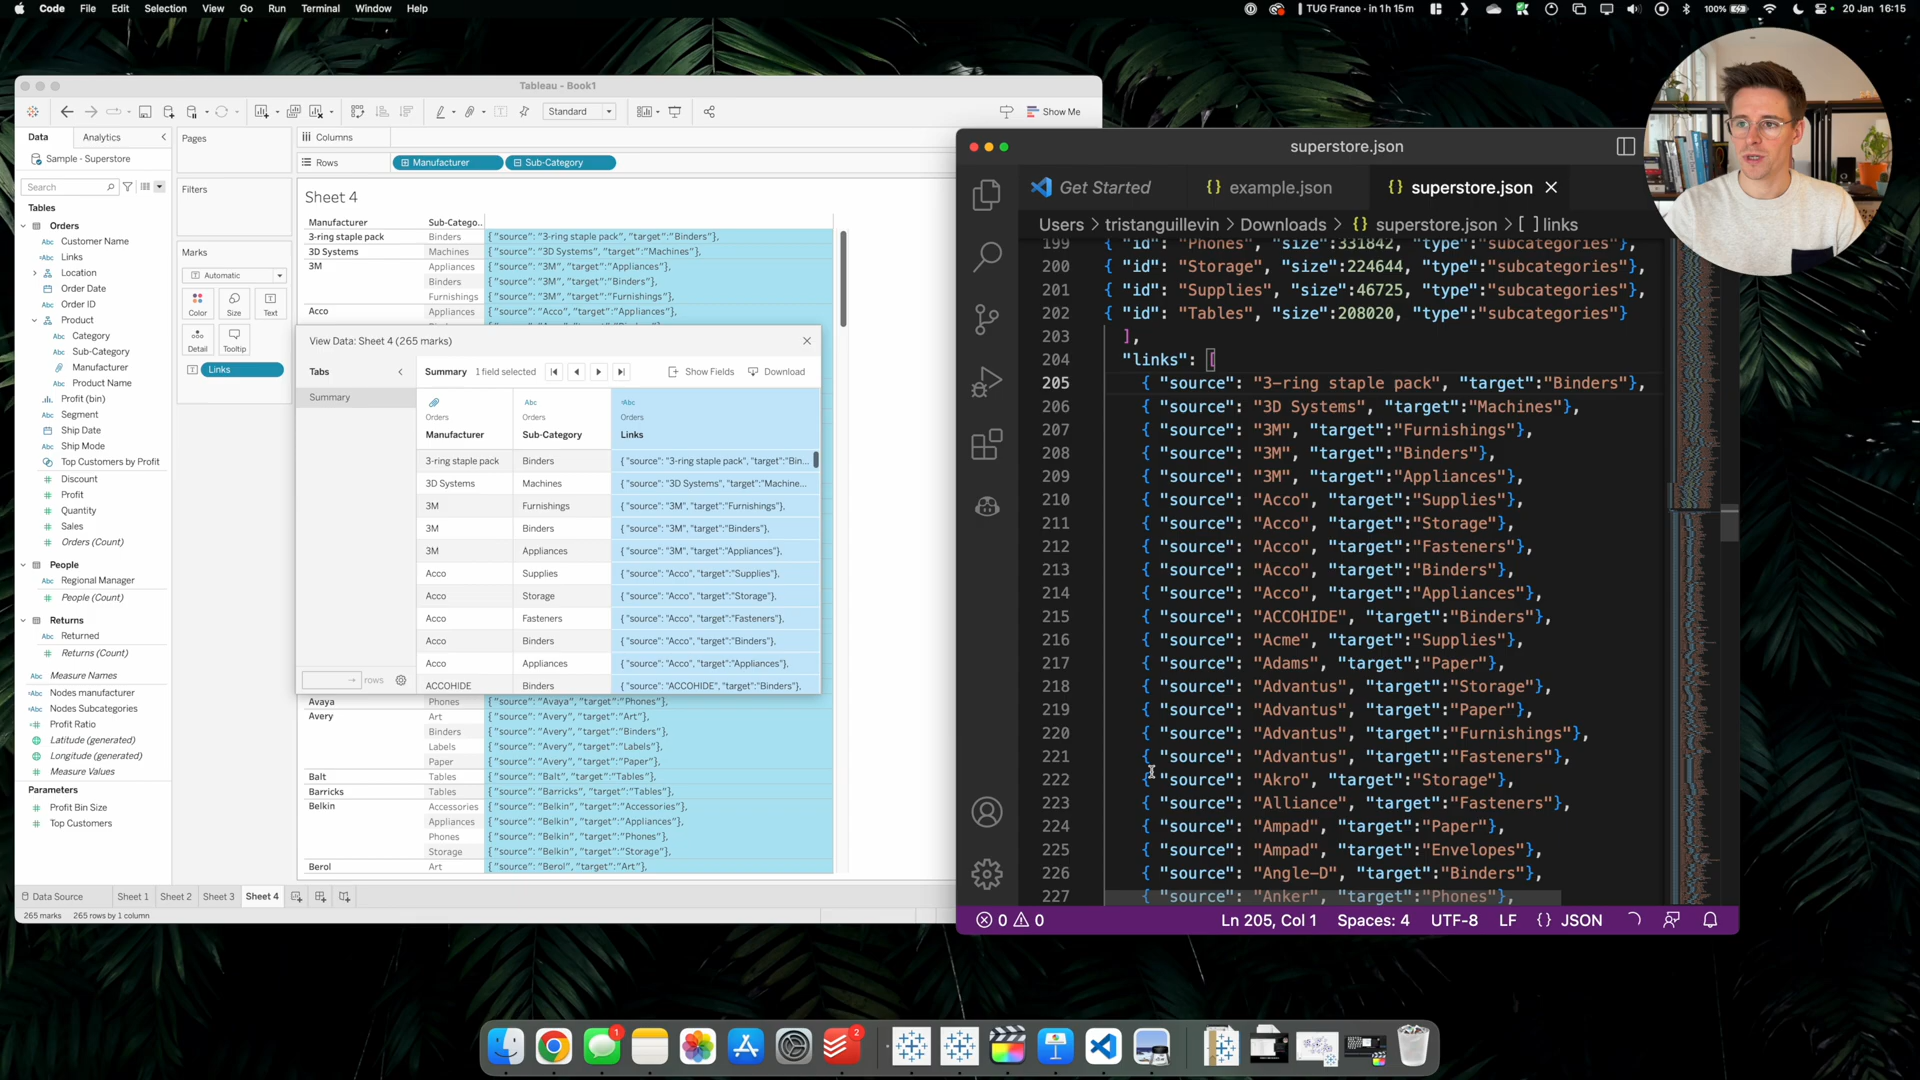 Code File Edit Selection View Go Run Terminal Window Help
TUG France · in 1h 15m
100%
20 Jan 16:15
Tableau - Book1
Standard
Show Me
Data
Analytics
Sample - Superstore
Search
Tables
Orders
Abc Customer Name
=Abc Links
Location
Order Date
Abc Order ID
Product
Abc Category
Abc Sub-Category
Manufacturer
Abc Product Name
Profit (bin)
Abc Segment
Ship Date
Abc Ship Mode
Top Customers by Profit
Discount
Profit
Quantity
Sales
Orders (Count)
People
Abc Regional Manager
People (Count)
Returns
Abc Returned
Returns (Count)
Abc Measure Names
=Abc Nodes manufacturer
=Abc Nodes Subcategories
Profit Ratio
Latitude (generated)
Longitude (generated)
Measure Values
Parameters
Profit Bin Size
Top Customers
Pages
Filters
Marks
Automatic
Color Size Text
Detail Tooltip
Links
Columns
Rows
Manufacturer
Sub-Category
Sheet 4
Manufacturer Sub-Catego..
3-ring staple pack Binders { "source": "3-ring staple pack", "target":"Binders"},
3D Systems Machines { "source": "3D Systems", "target":"Machines"},
3M Appliances { "source": "3M", "target":"Appliances"},
Binders { "source": "3M", "target":"Binders"},
Furnishings { "source": "3M", "target":"Furnishings"},
Acco Appliances { "source": "Acco", "target":"Appliances"},
View Data: Sheet 4 (265 marks)
Tabs
Summary
Summary 1 field selected
Show Fields
Download
Abc =Abc
Orders Orders Orders
Manufacturer Sub-Category Links
3-ring staple pack Binders { "source": "3-ring staple pack", "target":"Bin...
3D Systems Machines { "source": "3D Systems", "target":"Machine...
3M Furnishings { "source": "3M", "target":"Furnishings"},
3M Binders { "source": "3M", "target":"Binders"},
3M Appliances { "source": "3M", "target":"Appliances"},
Acco Supplies { "source": "Acco", "target":"Supplies"},
Acco Storage { "source": "Acco", "target":"Storage"},
Acco Fasteners { "source": "Acco", "target":"Fasteners"},
Acco Binders { "source": "Acco", "target":"Binders"},
Acco Appliances { "source": "Acco", "target":"Appliances"},
ACCOHIDE Binders { "source": "ACCOHIDE", "target":"Binders"},
→ rows
Avaya Phones { "source": "Avaya", "target":"Phones"},
Avery Art { "source": "Avery", "target":"Art"},
Binders { "source": "Avery", "target":"Binders"},
Labels { "source": "Avery", "target":"Labels"},
Paper { "source": "Avery", "target":"Paper"},
Balt Tables { "source": "Balt", "target":"Tables"},
Barricks Tables { "source": "Barricks", "target":"Tables"},
Belkin Accessories { "source": "Belkin", "target":"Accessories"},
Appliances { "source": "Belkin", "target":"Appliances"},
Phones { "source": "Belkin", "target":"Phones"},
Storage { "source": "Belkin", "target":"Storage"},
Berol Art { "source": "Berol", "target":"Art"},
Data Source Sheet 1 Sheet 2 Sheet 3 Sheet 4
265 marks 265 rows by 1 column
superstore.json
Get Started
{} example.json
{} superstore.json
Users > tristanguillevin > Downloads > {} superstore.json > [ ] links
199 { "id": "Phones", "size":331842, "type":"subcategories"},
200 { "id": "Storage", "size":224644, "type":"subcategories"},
201 { "id": "Supplies", "size":46725, "type":"subcategories"},
202 { "id": "Tables", "size":208020, "type":"subcategories"}
203 ],
204 "links": [
205 { "source": "3-ring staple pack", "target":"Binders"},
206 { "source": "3D Systems", "target":"Machines"},
207 { "source": "3M", "target":"Furnishings"},
208 { "source": "3M", "target":"Binders"},
209 { "source": "3M", "target":"Appliances"},
210 { "source": "Acco", "target":"Supplies"},
211 { "source": "Acco", "target":"Storage"},
212 { "source": "Acco", "target":"Fasteners"},
213 { "source": "Acco", "target":"Binders"},
214 { "source": "Acco", "target":"Appliances"},
215 { "source": "ACCOHIDE", "target":"Binders"},
216 { "source": "Acme", "target":"Supplies"},
217 { "source": "Adams", "target":"Paper"},
218 { "source": "Advantus", "target":"Storage"},
219 { "source": "Advantus", "target":"Paper"},
220 { "source": "Advantus", "target":"Furnishings"},
221 { "source": "Advantus", "target":"Fasteners"},
222 { "source": "Akro", "target":"Storage"},
223 { "source": "Alliance", "target":"Fasteners"},
224 { "source": "Ampad", "target":"Paper"},
225 { "source": "Ampad", "target":"Envelopes"},
226 { "source": "Angle-D", "target":"Binders"},
227 { "source": "Anker", "target":"Phones"},
0 0
Ln 205, Col 1 Spaces: 4 UTF-8 LF {} JSON
1
2